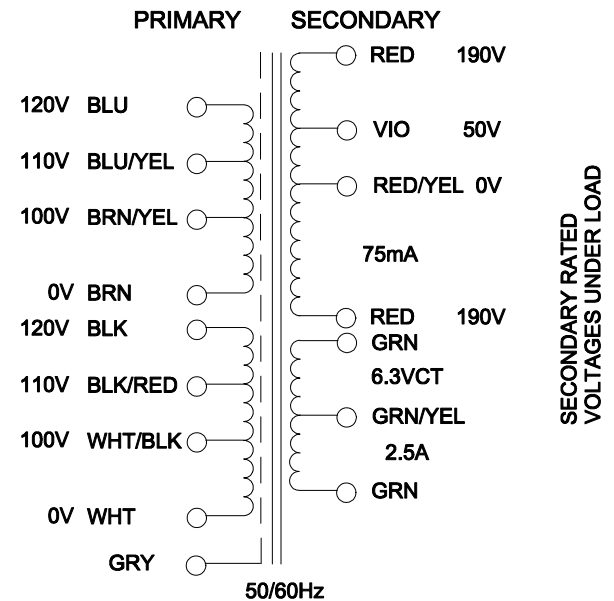 PRIMARY
SECONDARY
120V BLU
110V BLU/YEL
100V BRN/YEL
0V BRN
120V BLK
110V BLK/RED
100V WHT/BLK
0V WHT
GRY
RED 190V
VIO 50V
RED/YEL 0V
75mA
RED 190V
GRN
6.3VCT
GRN/YEL
2.5A
GRN
50/60Hz
SECONDARY RATED
VOLTAGES UNDER LOAD